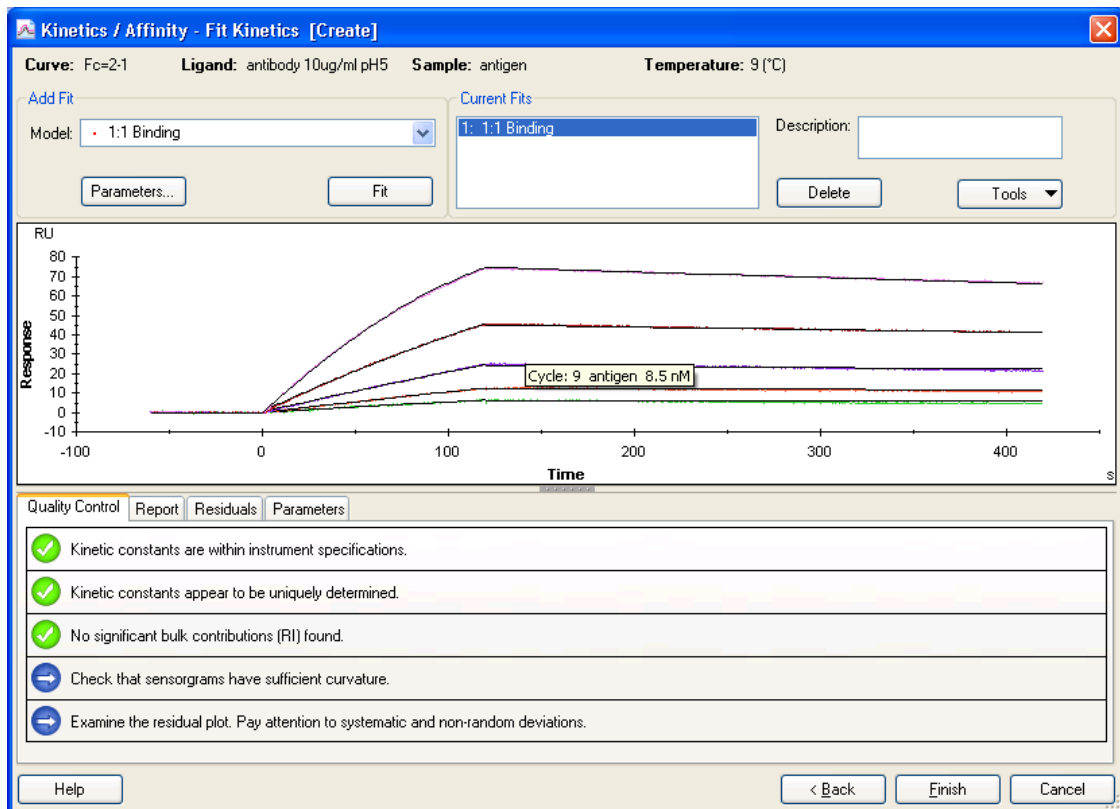 Kinetics / Affinity - Fit Kinetics [Create]
Curve: Fc=2-1 Ligand: antibody 10ug/ml pH5 Sample: antigen Temperature: 9 (°C)
Add Fit
Model: 1:1 Binding
Parameters...
Fit
Current Fits
1: 1:1 Binding
Description:
Delete
Tools
RU
80
70
60
50
40
30
20
10
0
-10
Response
Cycle: 9 antigen 8.5 nM
-100 0 100 200 300 400
Time
s
Quality Control Report Residuals Parameters
Kinetic constants are within instrument specifications.
Kinetic constants appear to be uniquely determined.
No significant bulk contributions (RI) found.
Check that sensorgrams have sufficient curvature.
Examine the residual plot. Pay attention to systematic and non-random deviations.
Help
< Back
Finish
Cancel